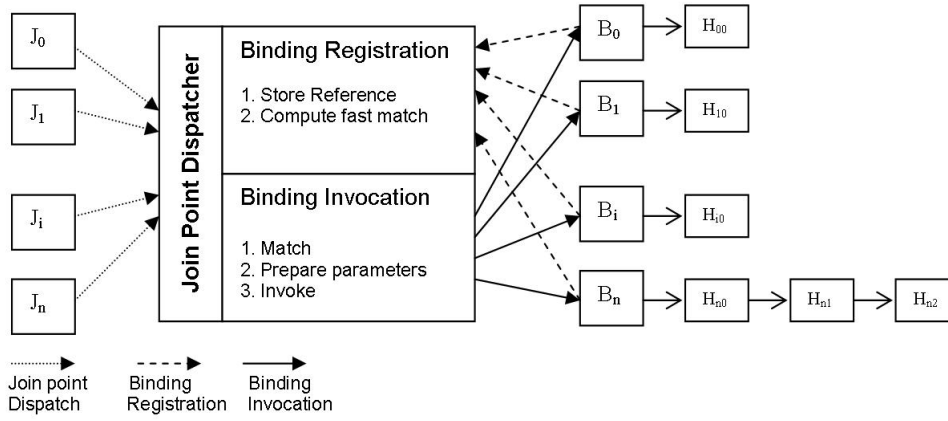 J0
J1
Ji
Jn
Join Point Dispatcher
Binding Registration
1. Store Reference
2. Compute fast match
Binding Invocation
1. Match
2. Prepare parameters
3. Invoke
B0
H00
B1
H10
Bi
Hi0
Bn
Hn0
Hn1
Hn2
Join point
Dispatch
Binding
Registration
Binding
Invocation